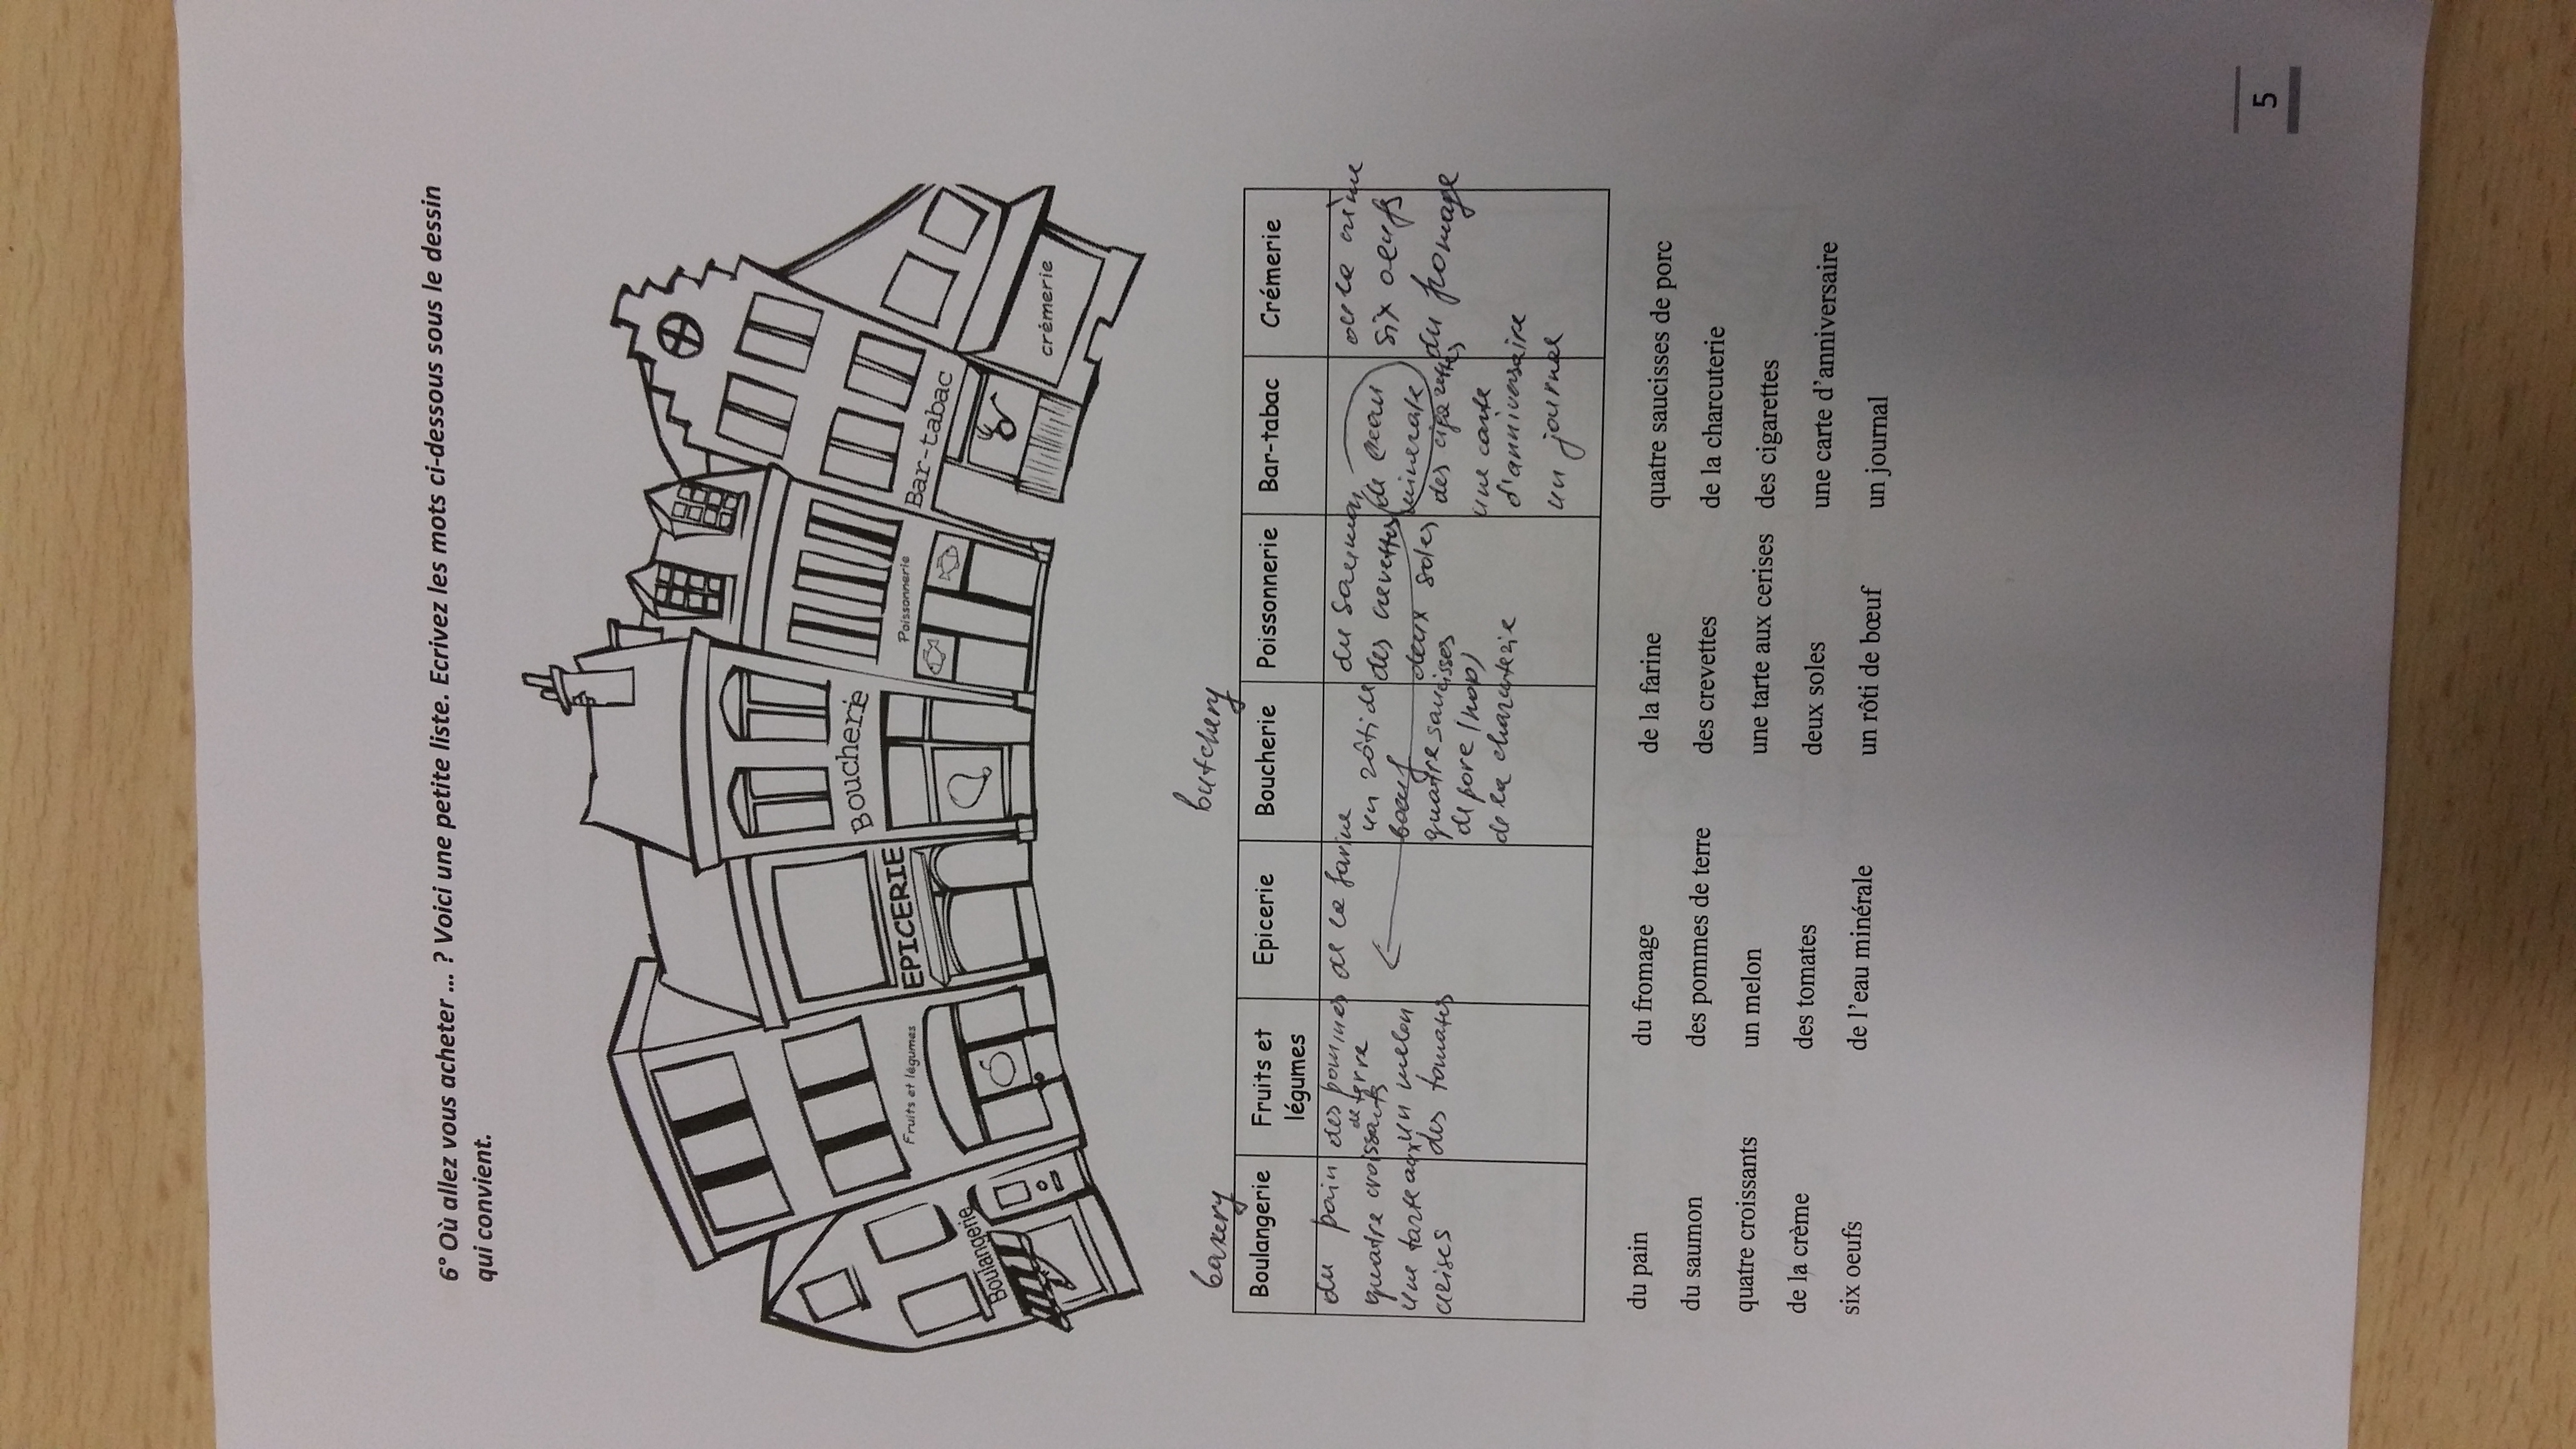 6° Où allez vous acheter ... ? Voici une petite liste. Ecrivez les mots ci-dessous sous le dessin
qui convient.
Boulangerie
Fruits et légumes
EPICERIE
Boucherie
Poissonnerie
Bar-tabac
crémerie
baxery
butchery
Boulangerie
Fruits et
légumes
Epicerie
Boucherie
Poissonnerie
Bar-tabac
Crémerie
du pain
quatre croissants
une tarte aux
cerises
des pommes
de terre
un melon
des tomates
de la farine
un rôti de
bœuf
quatre saucisses
de porc
de la charcuterie
du saumon
des crevettes
deux soles
de l'eau
minerale
des cigarettes
une carte
d'anniversaire
un journal
de la crème
six oeufs
du fromage
du pain
du fromage
de la farine
quatre saucisses de porc
du saumon
des pommes de terre
des crevettes
de la charcuterie
quatre croissants
un melon
une tarte aux cerises
des cigarettes
de la crème
des tomates
deux soles
une carte d'anniversaire
six oeufs
de l'eau minérale
un rôti de bœuf
un journal
5